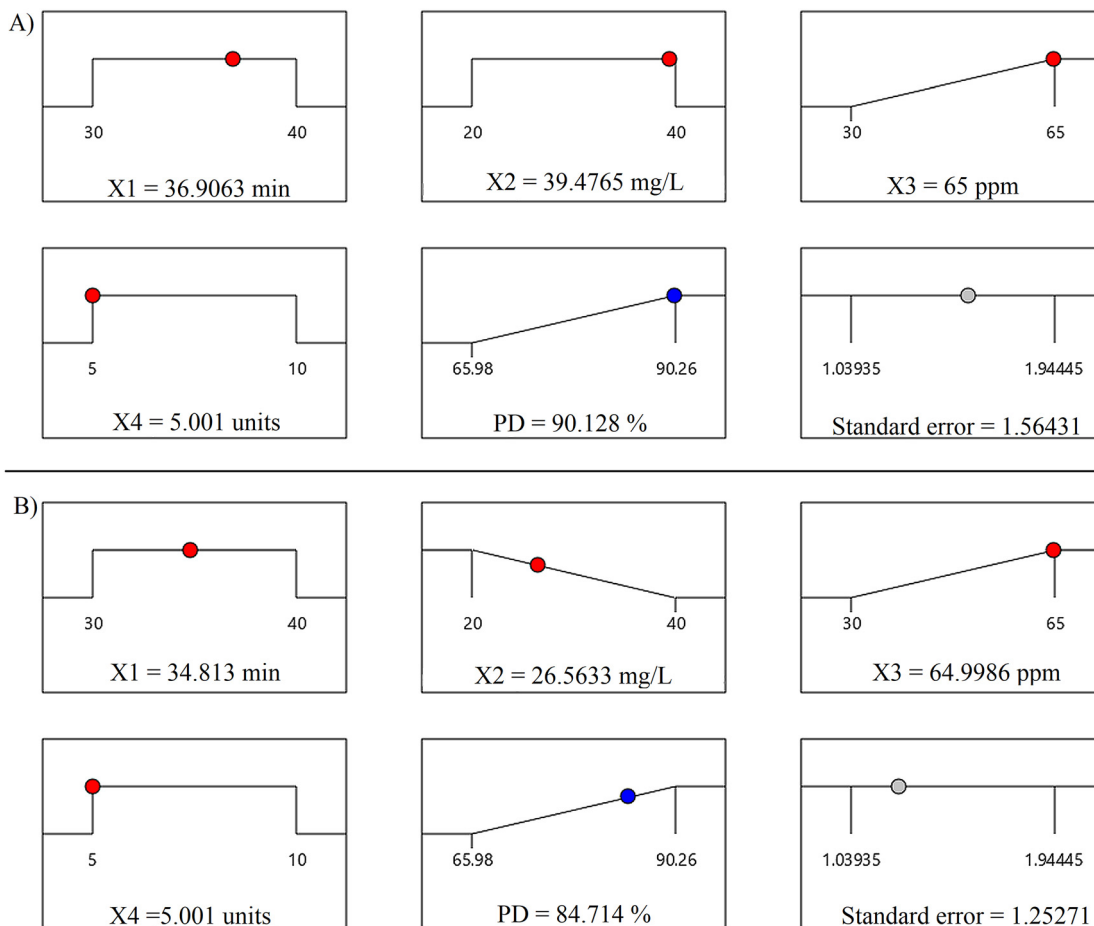 A)
30 40
X1 = 36.9063 min
20 40
X2 = 39.4765 mg/L
30 65
X3 = 65 ppm
5 10
X4 = 5.001 units
65.98 90.26
PD = 90.128 %
1.03935 1.94445
Standard error = 1.56431
B)
30 40
X1 = 34.813 min
20 40
X2 = 26.5633 mg/L
30 65
X3 = 64.9986 ppm
5 10
X4 =5.001 units
65.98 90.26
PD = 84.714 %
1.03935 1.94445
Standard error = 1.25271